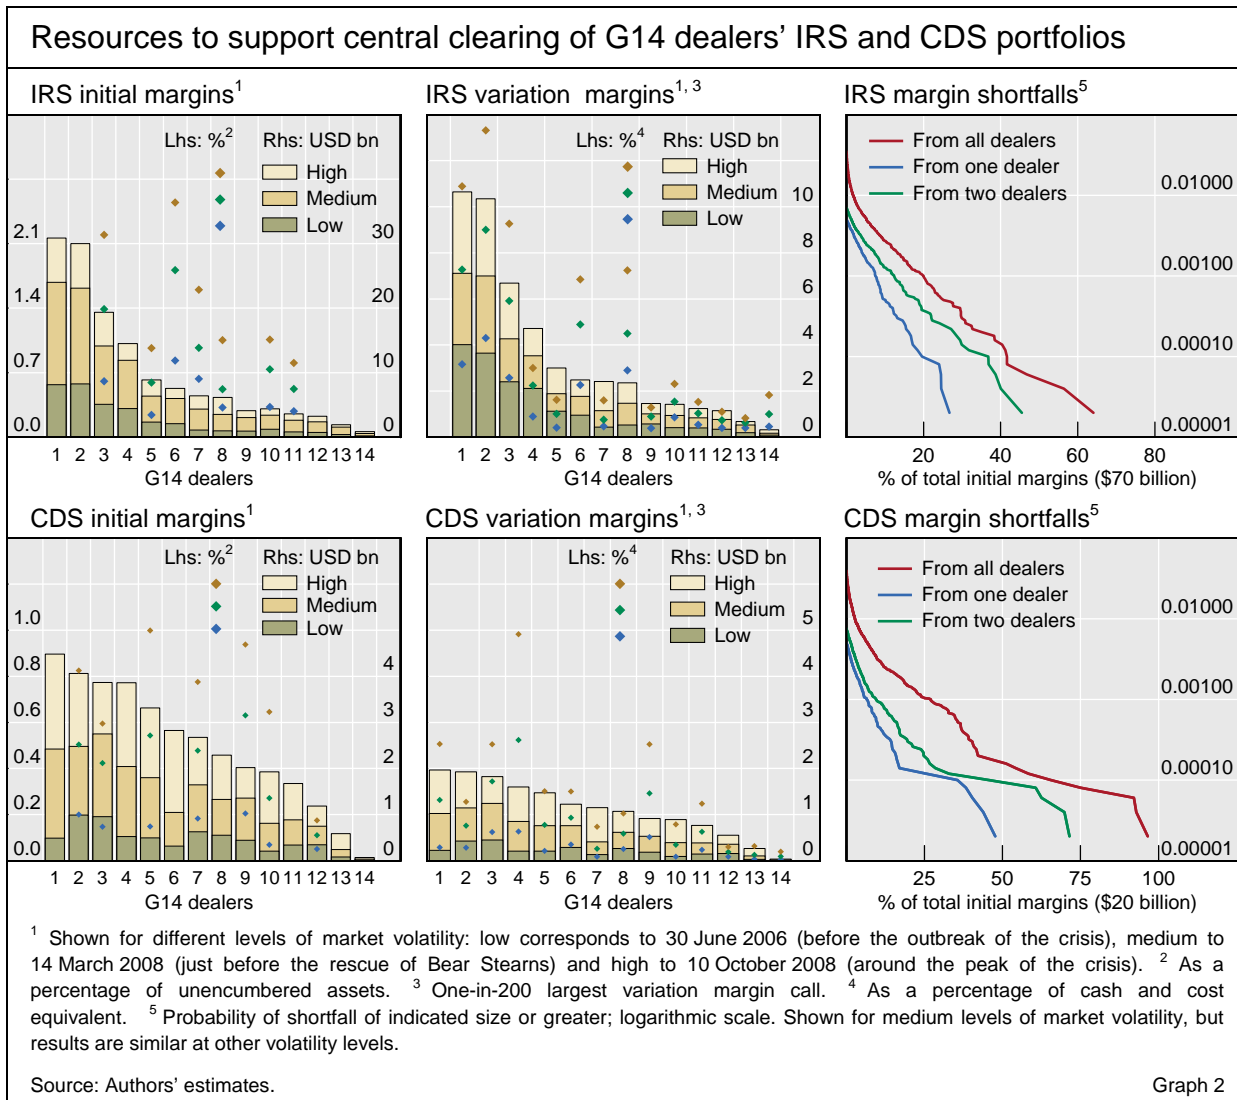 Resources to support central clearing of G14 dealers' IRS and CDS portfolios
IRS initial margins1
Lhs: %2 Rhs: USD bn
High
Medium
Low
2.1 30
1.4 20
0.7 10
0.0 0
1 2 3 4 5 6 7 8 9 10 11 12 13 14
G14 dealers
IRS variation margins1, 3
Lhs: %4 Rhs: USD bn
High
Medium
Low
10
8
6
4
2
0
1 2 3 4 5 6 7 8 9 10 11 12 13 14
G14 dealers
IRS margin shortfalls5
From all dealers
From one dealer
From two dealers
0.01000
0.00100
0.00010
0.00001
20 40 60 80
% of total initial margins ($70 billion)
CDS initial margins1
Lhs: %2 Rhs: USD bn
High
Medium
Low
1.0 5
0.8 4
0.6 3
0.4 2
0.2 1
0.0 0
1 2 3 4 5 6 7 8 9 10 11 12 13 14
G14 dealers
CDS variation margins1, 3
Lhs: %4 Rhs: USD bn
High
Medium
Low
5
4
3
2
1
0
1 2 3 4 5 6 7 8 9 10 11 12 13 14
G14 dealers
CDS margin shortfalls5
From all dealers
From one dealer
From two dealers
0.01000
0.00100
0.00010
0.00001
25 50 75 100
% of total initial margins ($20 billion)
1 Shown for different levels of market volatility: low corresponds to 30 June 2006 (before the outbreak of the crisis), medium to
14 March 2008 (just before the rescue of Bear Stearns) and high to 10 October 2008 (around the peak of the crisis). 2 As a
percentage of unencumbered assets. 3 One-in-200 largest variation margin call. 4 As a percentage of cash and cost
equivalent. 5 Probability of shortfall of indicated size or greater; logarithmic scale. Shown for medium levels of market volatility, but
results are similar at other volatility levels.
Source: Authors' estimates. Graph 2